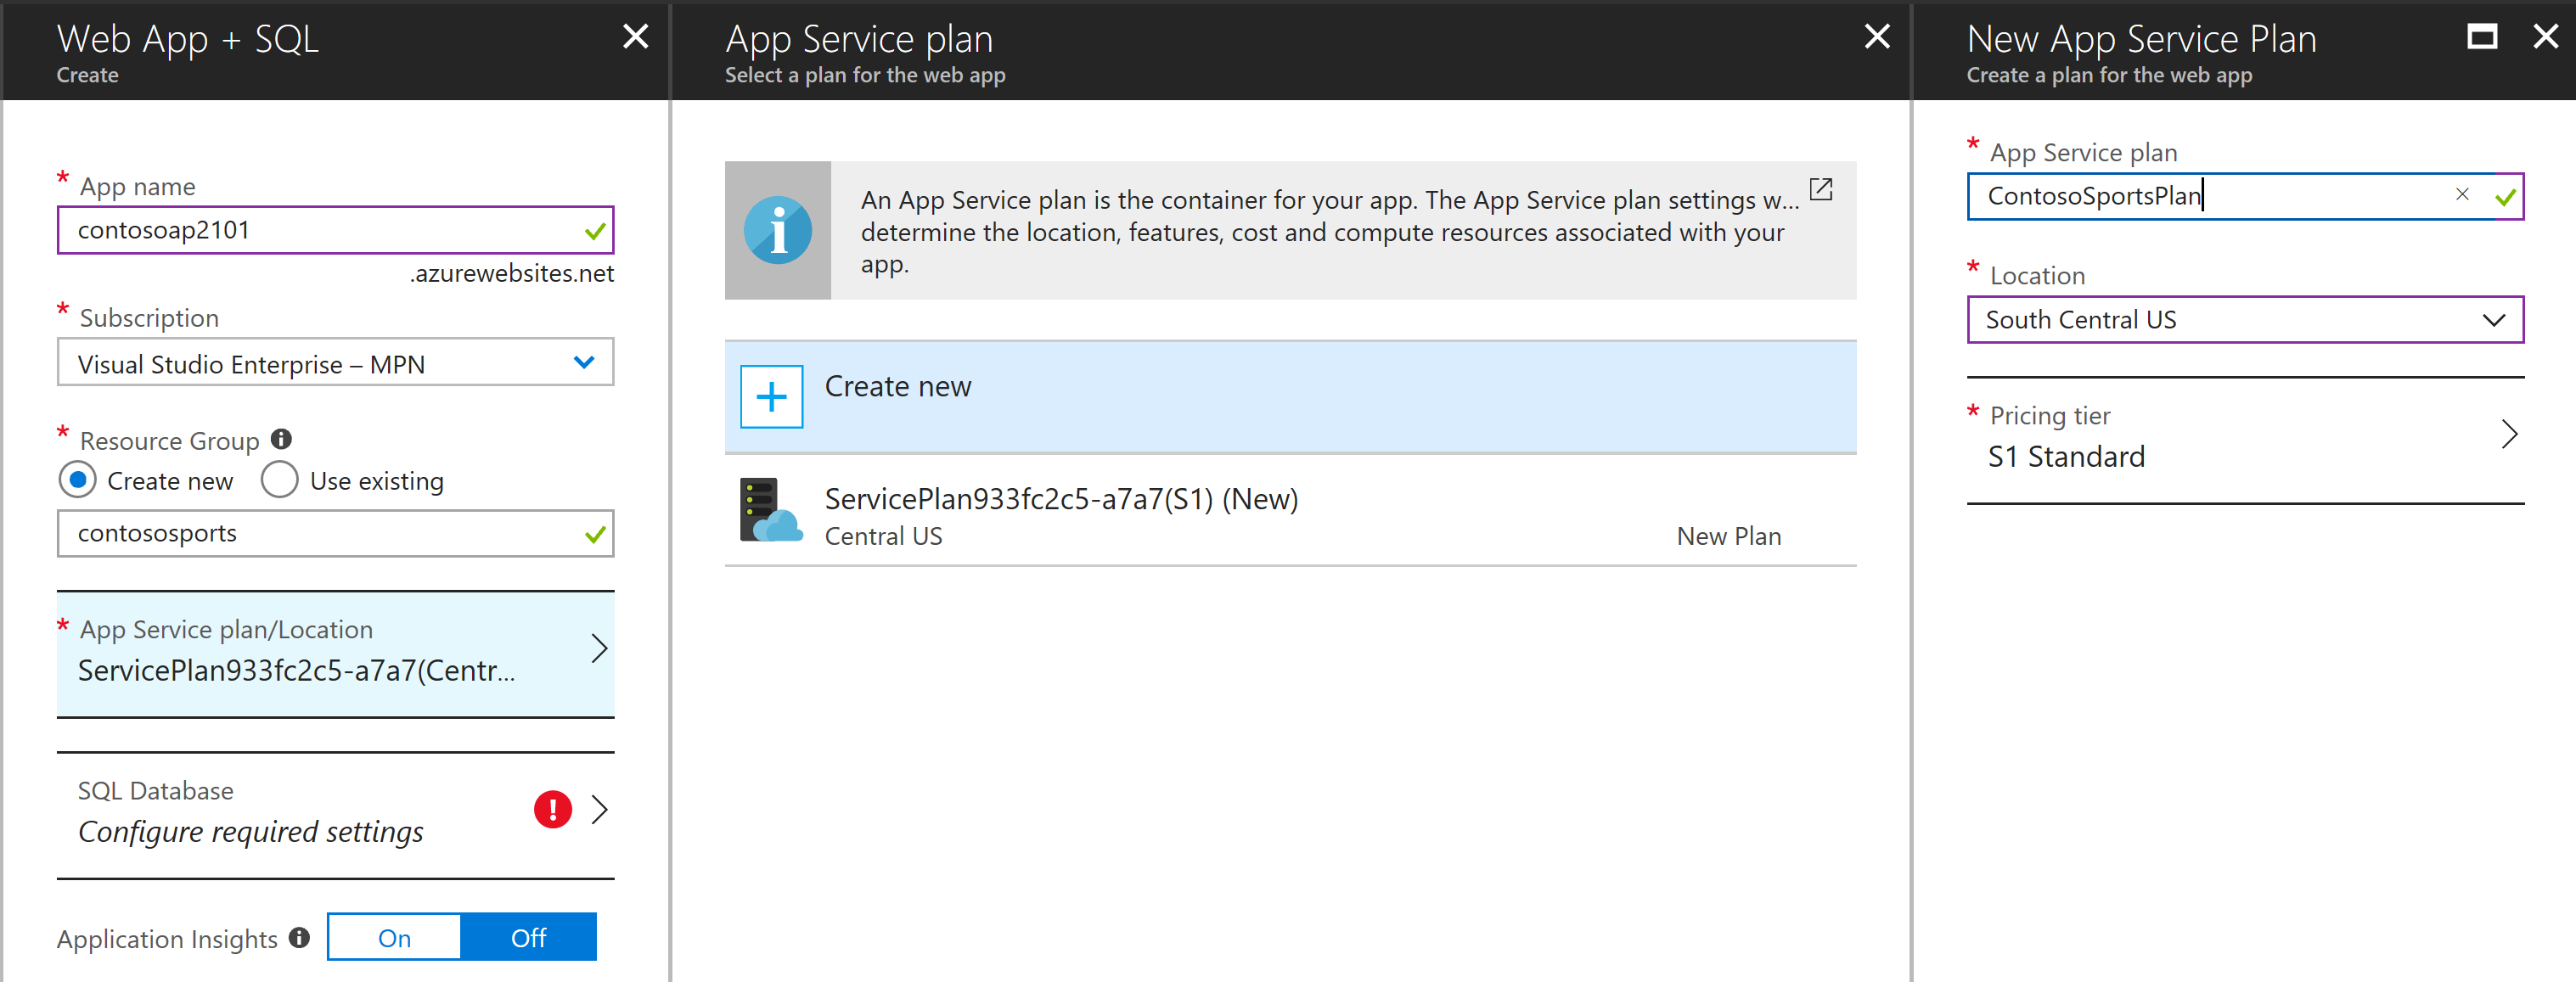 Web App + SQL
Create
* App name
contosoap2101
.azurewebsites.net
* Subscription
Visual Studio Enterprise – MPN
* Resource Group
Create new
Use existing
contososports
* App Service plan/Location
ServicePlan933fc2c5-a7a7(Centr...
SQL Database
Configure required settings
Application Insights
On
Off
App Service plan
Select a plan for the web app
An App Service plan is the container for your app. The App Service plan settings w...
determine the location, features, cost and compute resources associated with your
app.
Create new
ServicePlan933fc2c5-a7a7(S1) (New)
Central US
New Plan
New App Service Plan
Create a plan for the web app
* App Service plan
ContosoSportsPlan
* Location
South Central US
* Pricing tier
S1 Standard